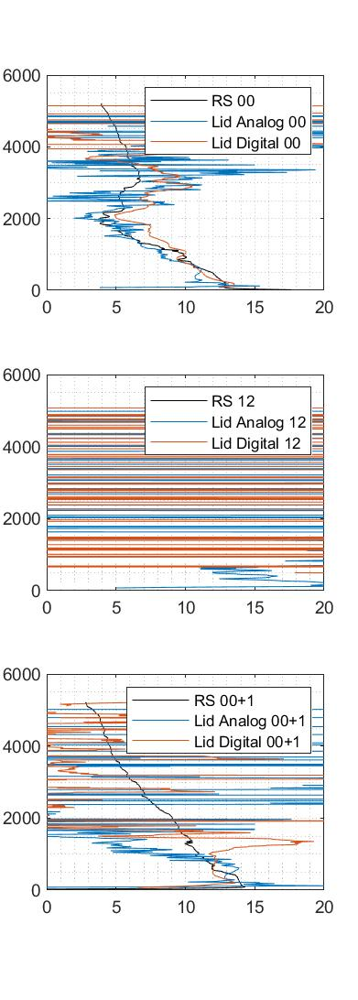 6000
RS 00
Lid Analog 00
Lid Digital 00
4000
2000
0
0 5 10 15 20
6000
RS 12
Lid Analog 12
Lid Digital 12
4000
2000
0
0 5 10 15 20
6000
RS 00+1
Lid Analog 00+1
Lid Digital 00+1
4000
2000
0
0 5 10 15 20